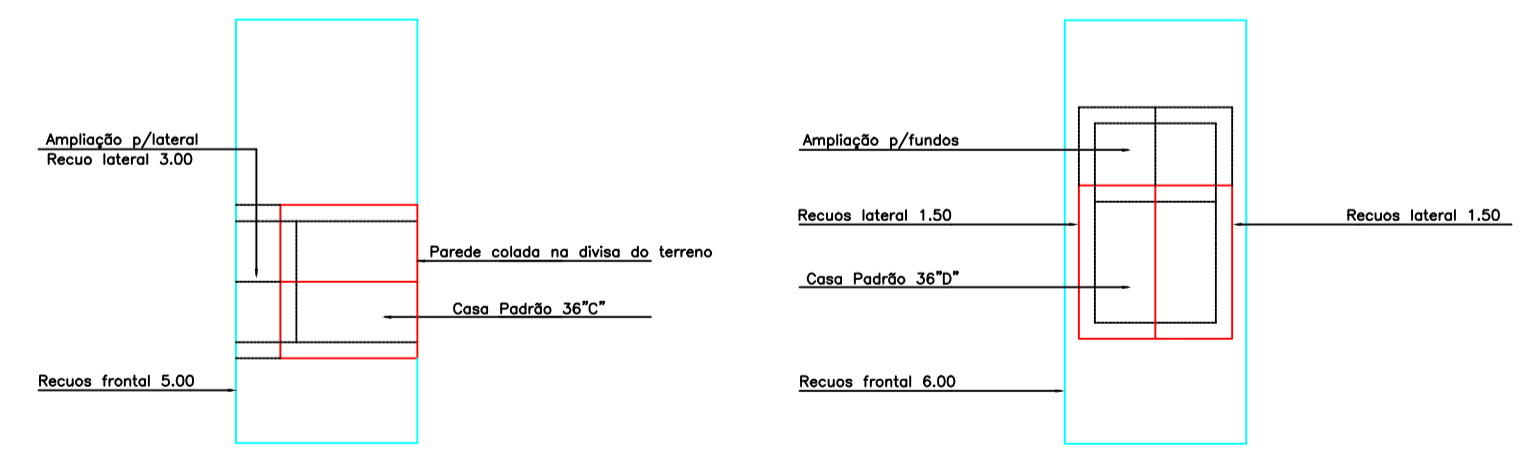 Ampliação p/lateral
Recuo lateral 3.00
Parede colada na divisa do terreno
Casa Padrão 36"C"
Recuos frontal 5.00
Ampliação p/fundos
Recuos lateral 1.50
Recuos lateral 1.50
Casa Padrão 36"D"
Recuos frontal 6.00